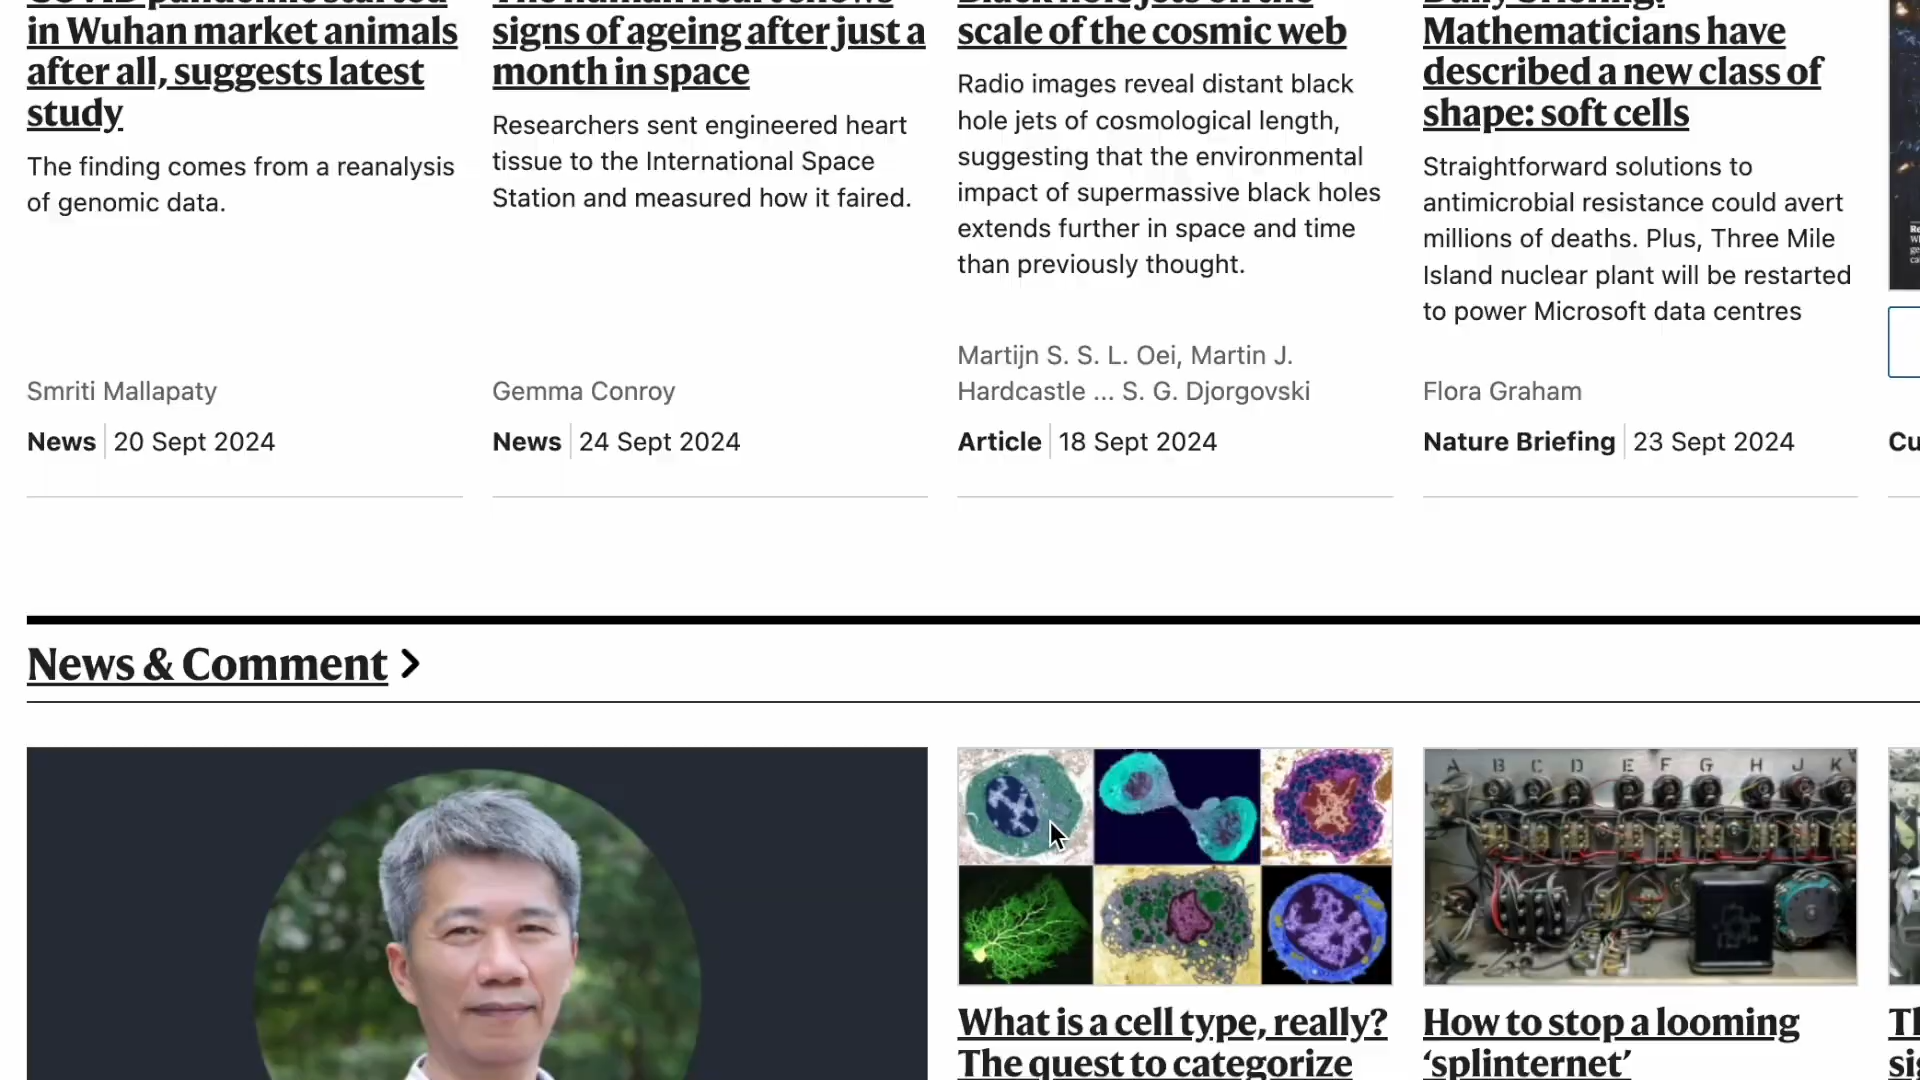 COVID pandemic started
in Wuhan market animals
after all, suggests latest
study
The finding comes from a reanalysis
of genomic data.
Smriti Mallapaty
News 20 Sept 2024
The human heart shows
signs of ageing after just a
month in space
Researchers sent engineered heart
tissue to the International Space
Station and measured how it faired.
Gemma Conroy
News 24 Sept 2024
Black hole jets on the
scale of the cosmic web
Radio images reveal distant black
hole jets of cosmological length,
suggesting that the environmental
impact of supermassive black holes
extends further in space and time
than previously thought.
Martijn S. S. L. Oei, Martin J.
Hardcastle ... S. G. Djorgovski
Article 18 Sept 2024
Daily Briefing:
Mathematicians have
described a new class of
shape: soft cells
Straightforward solutions to
antimicrobial resistance could avert
millions of deaths. Plus, Three Mile
Island nuclear plant will be restarted
to power Microsoft data centres
Flora Graham
Nature Briefing 23 Sept 2024
Cu
News & Comment
A B C D E F G H J K
What is a cell type, really?
The quest to categorize
How to stop a looming
‘splinternet’